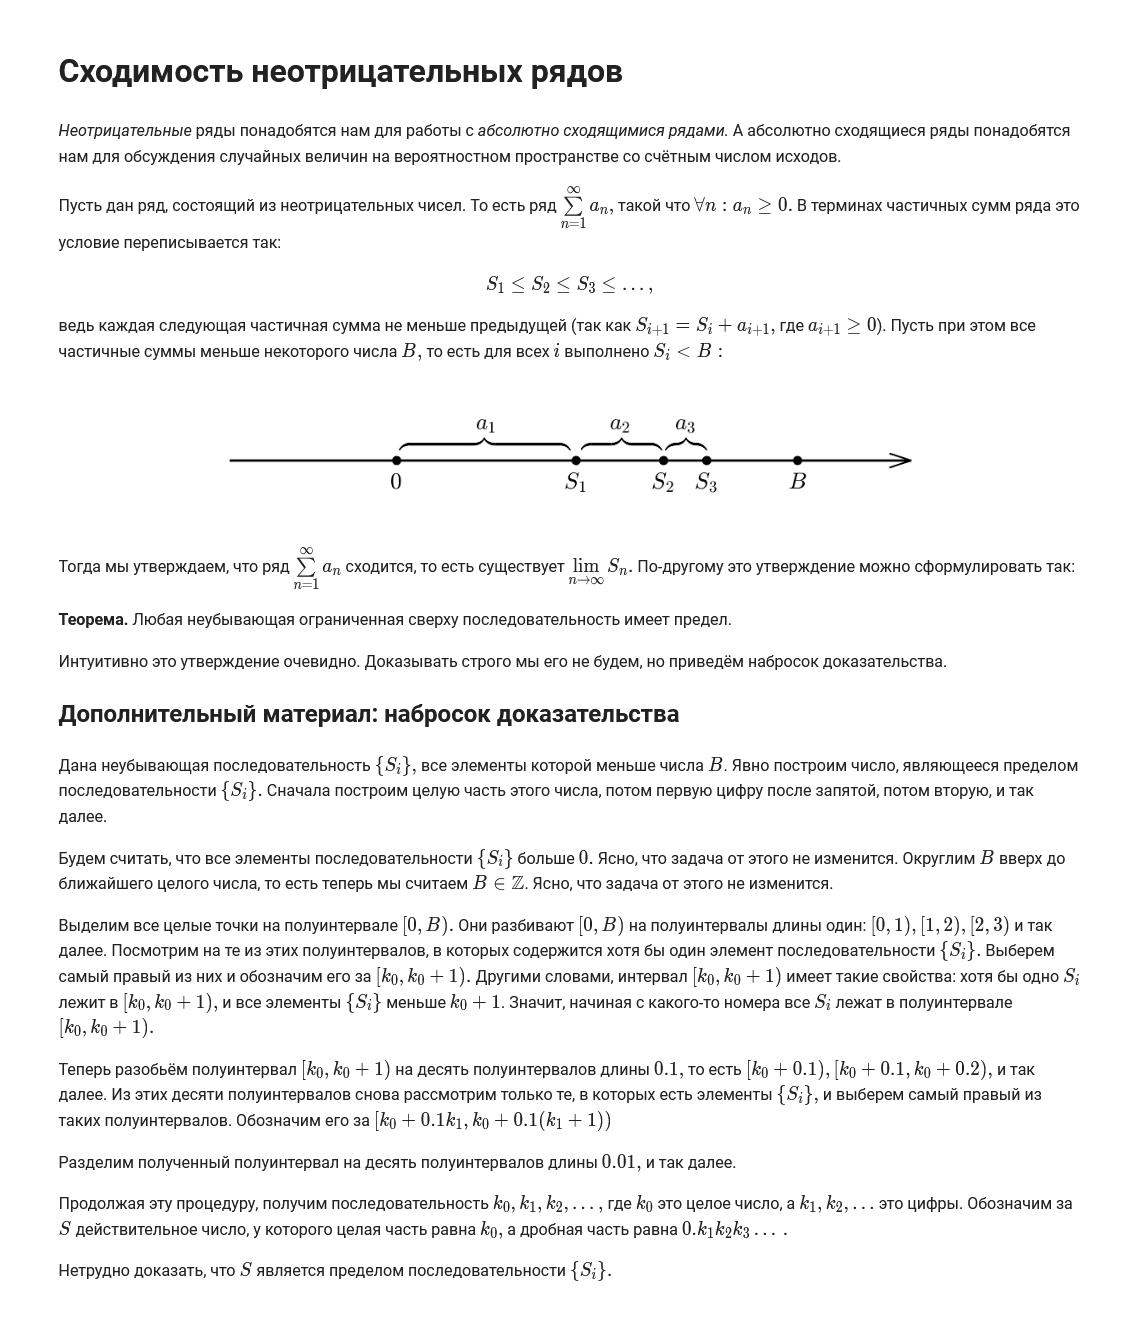 Сходимость неотрицательных рядов
Неотрицательные ряды понадобятся нам для работы с абсолютно сходящимися рядами. А абсолютно сходящиеся ряды понадобятся
нам для обсуждения случайных величин на вероятностном пространстве со счётным числом исходов.
Пусть дан ряд, состоящий из неотрицательных чисел. То есть ряд ∑_{n=1}^{∞} a_n, такой что ∀n : a_n ≥ 0. В терминах частичных сумм ряда это
условие переписывается так:
S_1 ≤ S_2 ≤ S_3 ≤ …,
ведь каждая следующая частичная сумма не меньше предыдущей (так как S_{i+1} = S_i + a_{i+1}, где a_{i+1} ≥ 0). Пусть при этом все
частичные суммы меньше некоторого числа B, то есть для всех i выполнено S_i < B :
a_1 a_2 a_3
0 S_1 S_2 S_3 B
Тогда мы утверждаем, что ряд ∑_{n=1}^{∞} a_n сходится, то есть существует lim_{n→∞} S_n. По-другому это утверждение можно сформулировать так:
Теорема. Любая неубывающая ограниченная сверху последовательность имеет предел.
Интуитивно это утверждение очевидно. Доказывать строго мы его не будем, но приведём набросок доказательства.
Дополнительный материал: набросок доказательства
Дана неубывающая последовательность {S_i}, все элементы которой меньше числа B. Явно построим число, являющееся пределом
последовательности {S_i}. Сначала построим целую часть этого числа, потом первую цифру после запятой, потом вторую, и так
далее.
Будем считать, что все элементы последовательности {S_i} больше 0. Ясно, что задача от этого не изменится. Округлим B вверх до
ближайшего целого числа, то есть теперь мы считаем B ∈ ℤ. Ясно, что задача от этого не изменится.
Выделим все целые точки на полуинтервале [0, B). Они разбивают [0, B) на полуинтервалы длины один: [0, 1), [1, 2), [2, 3) и так
далее. Посмотрим на те из этих полуинтервалов, в которых содержится хотя бы один элемент последовательности {S_i}. Выберем
самый правый из них и обозначим его за [k_0, k_0 + 1). Другими словами, интервал [k_0, k_0 + 1) имеет такие свойства: хотя бы одно S_i
лежит в [k_0, k_0 + 1), и все элементы {S_i} меньше k_0 + 1. Значит, начиная с какого-то номера все S_i лежат в полуинтервале
[k_0, k_0 + 1).
Теперь разобьём полуинтервал [k_0, k_0 + 1) на десять полуинтервалов длины 0.1, то есть [k_0 + 0.1), [k_0 + 0.1, k_0 + 0.2), и так
далее. Из этих десяти полуинтервалов снова рассмотрим только те, в которых есть элементы {S_i}, и выберем самый правый из
таких полуинтервалов. Обозначим его за [k_0 + 0.1k_1, k_0 + 0.1(k_1 + 1))
Разделим полученный полуинтервал на десять полуинтервалов длины 0.01, и так далее.
Продолжая эту процедуру, получим последовательность k_0, k_1, k_2, …, где k_0 это целое число, а k_1, k_2, … это цифры. Обозначим за
S действительное число, у которого целая часть равна k_0, а дробная часть равна 0.k_1k_2k_3 … .
Нетрудно доказать, что S является пределом последовательности {S_i}.